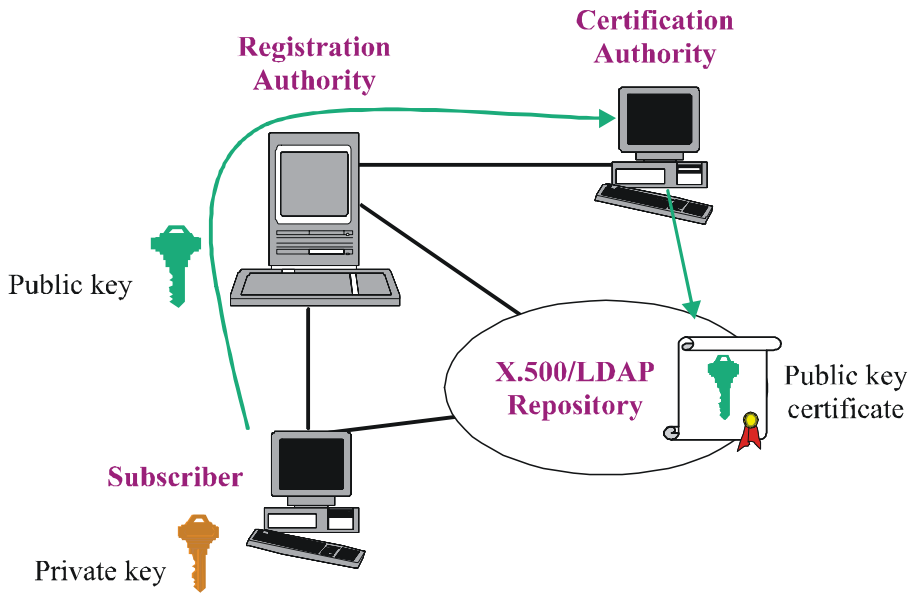 Certification
Authority
Registration
Authority
Public key
X.500/LDAP
Repository
Public key
certificate
Subscriber
Private key